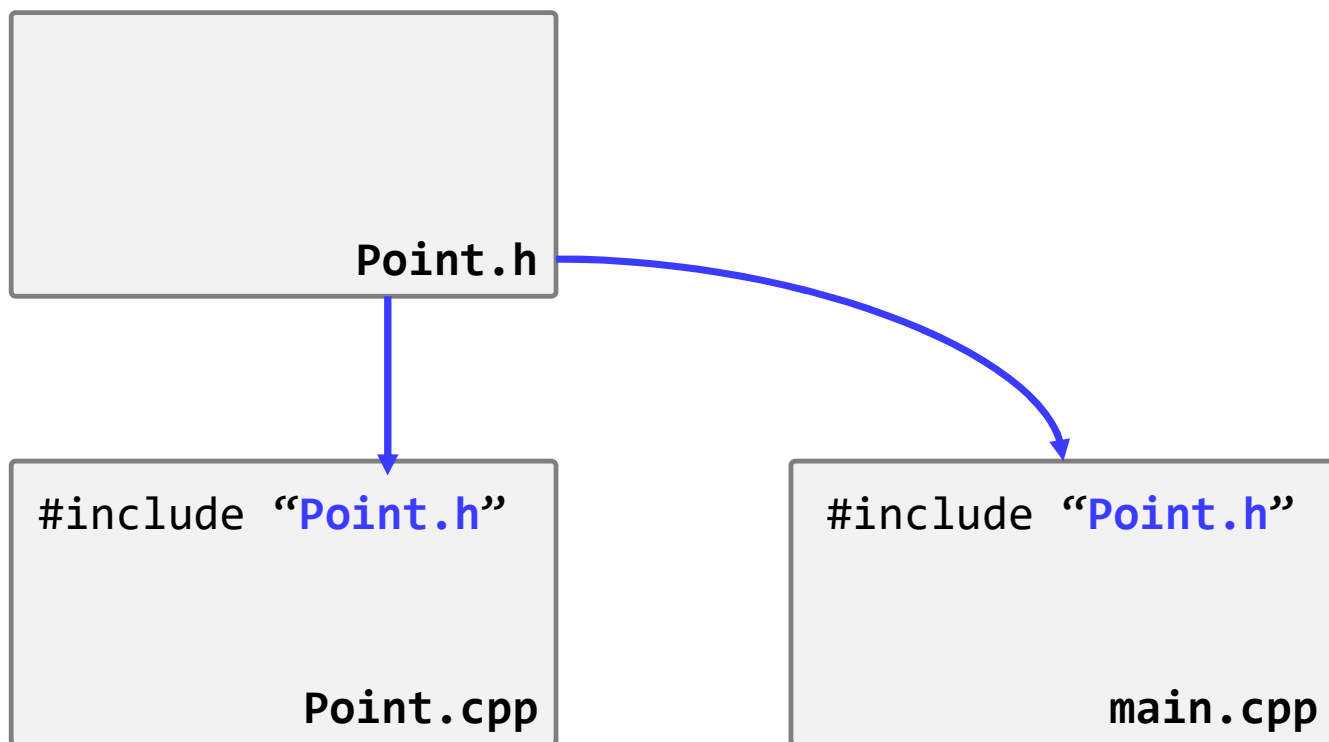 Point.h
#include “Point.h”
Point.cpp
#include “Point.h”
main.cpp